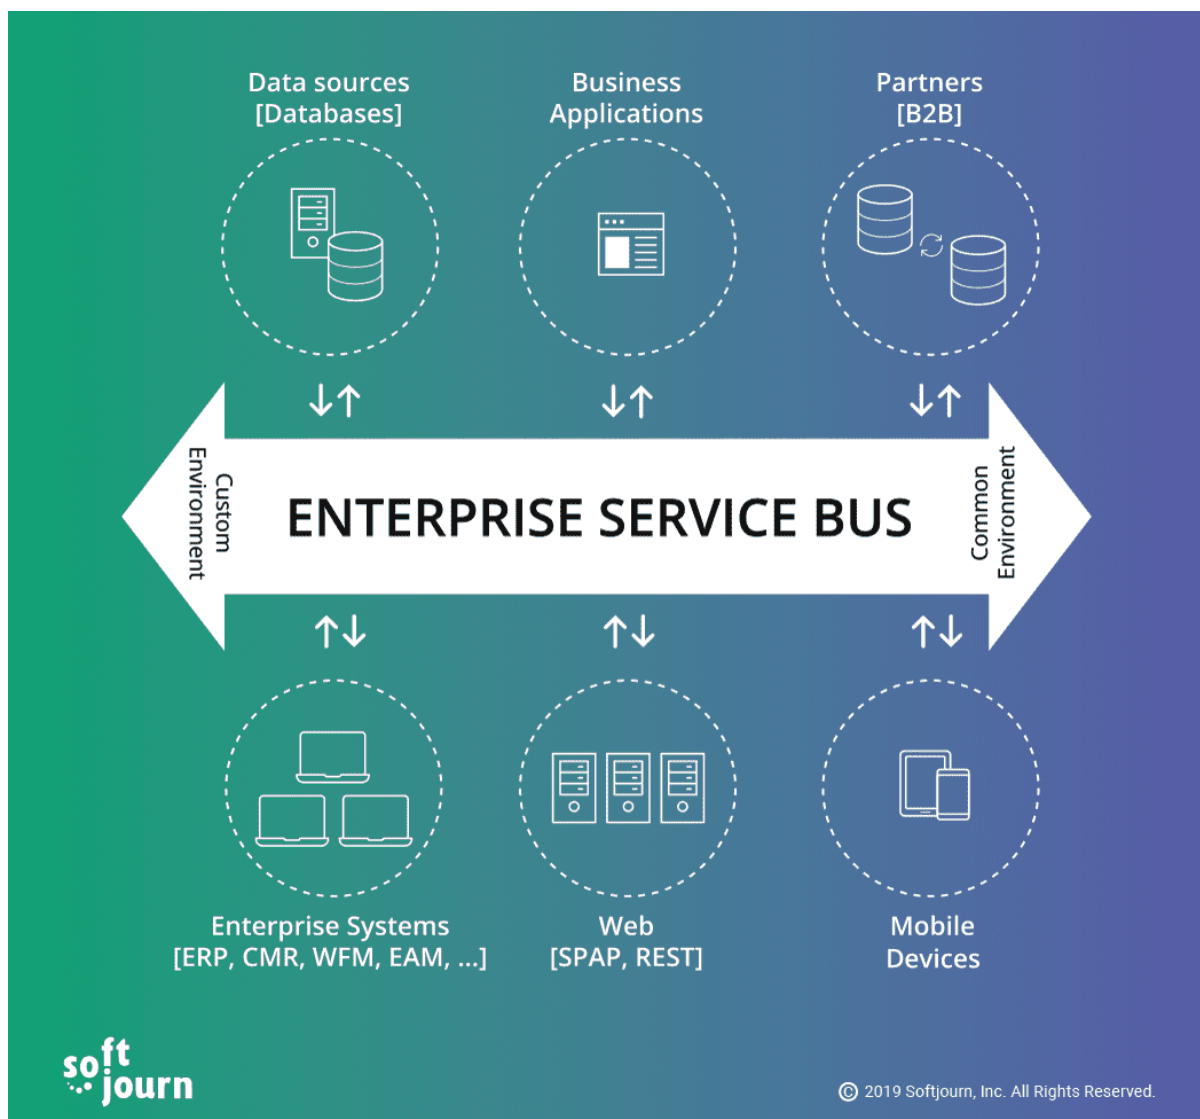 Data sources
[Databases]
Business
Applications
Partners
[B2B]
Custom
Environment
ENTERPRISE SERVICE BUS
Common
Environment
Enterprise Systems
[ERP, CMR, WFM, EAM, ...]
Web
[SPAP, REST]
Mobile
Devices
soft
journ
© 2019 Softjourn, Inc. All Rights Reserved.